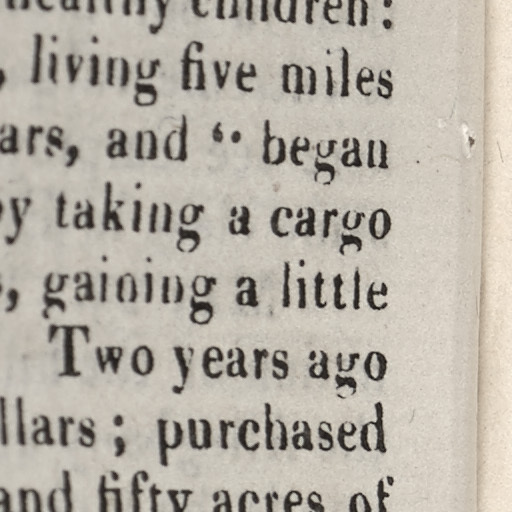 healthy children:
, living five miles
ars, and “ began
y taking a cargo
, gaining a little
Two years ago
llars; purchased
and fifty acres of